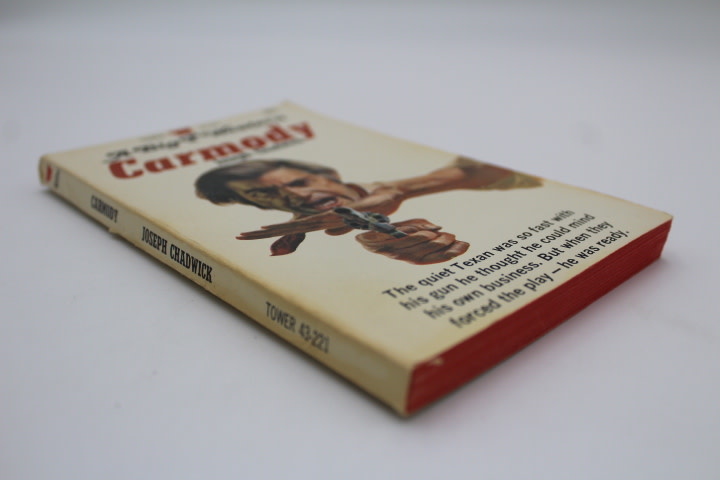 Carmody
The quiet Texan was so fast with
his gun he thought he could mind
his own business. But when they
forced the play — he was ready.
CARMODY
JOSEPH CHADWICK
TOWER 43-221